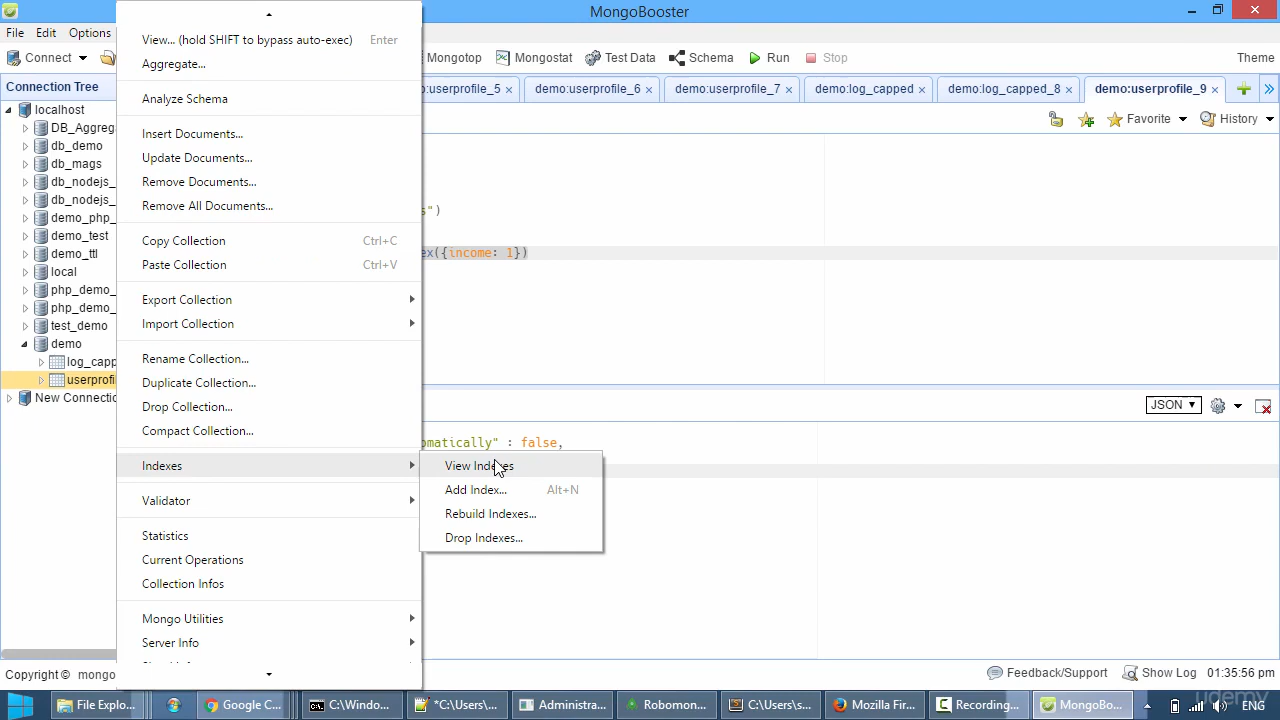 MongoBooster
File Edit Options
Connect
Mongotop Mongostat Test Data Schema Run Stop Theme
Connection Tree
o:userprofile_5 demo:userprofile_6 demo:userprofile_7 demo:log_capped demo:log_capped_8 demo:userprofile_9
Favorite History
localhost
DB_Aggreg
db_demo
db_mags
db_nodejs_
db_nodejs_
demo_php_
demo_test
demo_ttl
local
php_demo_
php_demo_
test_demo
demo
log_capp
userprofi
New Connectio
View... (hold SHIFT to bypass auto-exec) Enter
Aggregate...
Analyze Schema
Insert Documents...
Update Documents...
Remove Documents...
Remove All Documents...
Copy Collection Ctrl+C
Paste Collection Ctrl+V
Export Collection
Import Collection
Rename Collection...
Duplicate Collection...
Drop Collection...
Compact Collection...
Indexes
Validator
Statistics
Current Operations
Collection Infos
Mongo Utilities
Server Info
View Indexes
Add Index... Alt+N
Rebuild Indexes...
Drop Indexes...
s")
ex({income: 1})
JSON
omatically" : false,
Copyright © mongo
Feedback/Support Show Log 01:35:56 pm
File Explo... Google C... C:\Windo... *C:\Users\... Administra... Robomon... C:\Users\s... Mozilla Fir... Recording... MongoBo... ENG
udemy